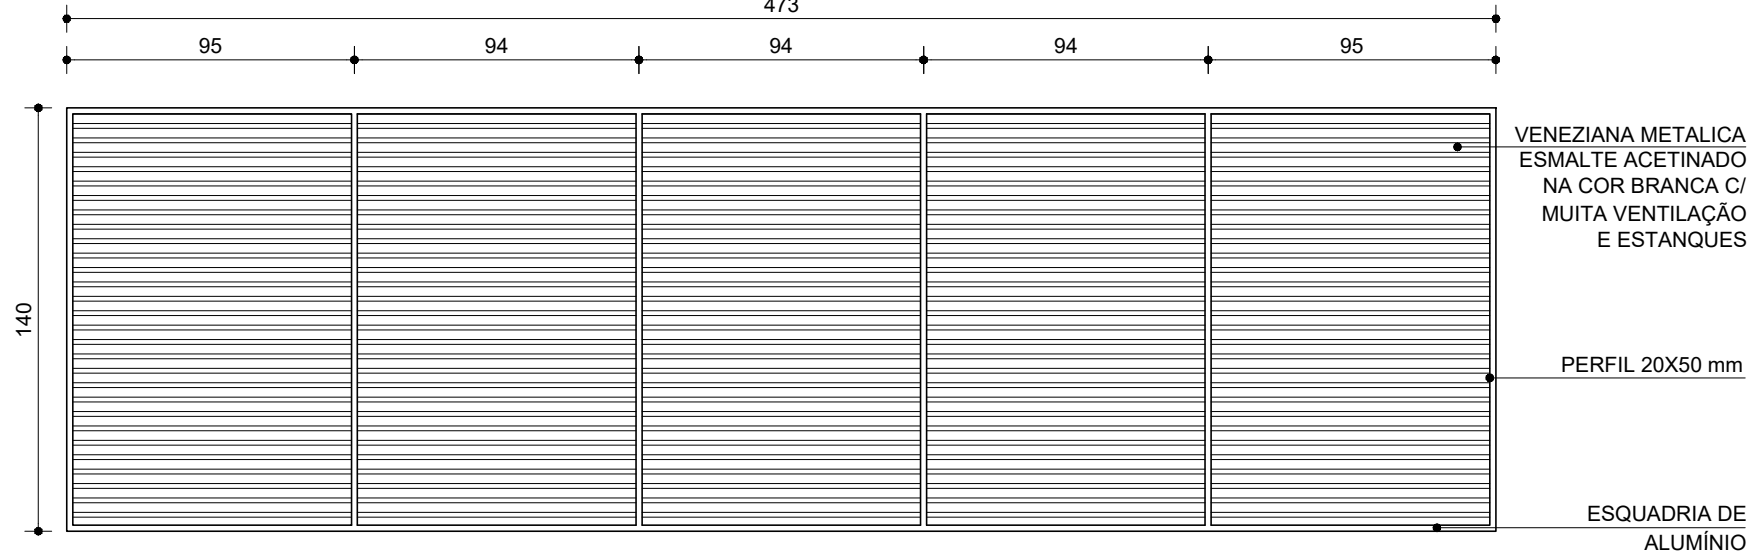 473
95 94 94 94 95
VENEZIANA METALICA
ESMALTE ACETINADO
NA COR BRANCA C/
MUITA VENTILAÇÃO
E ESTANQUES
140
PERFIL 20X50 mm
ESQUADRIA DE
ALUMÍNIO